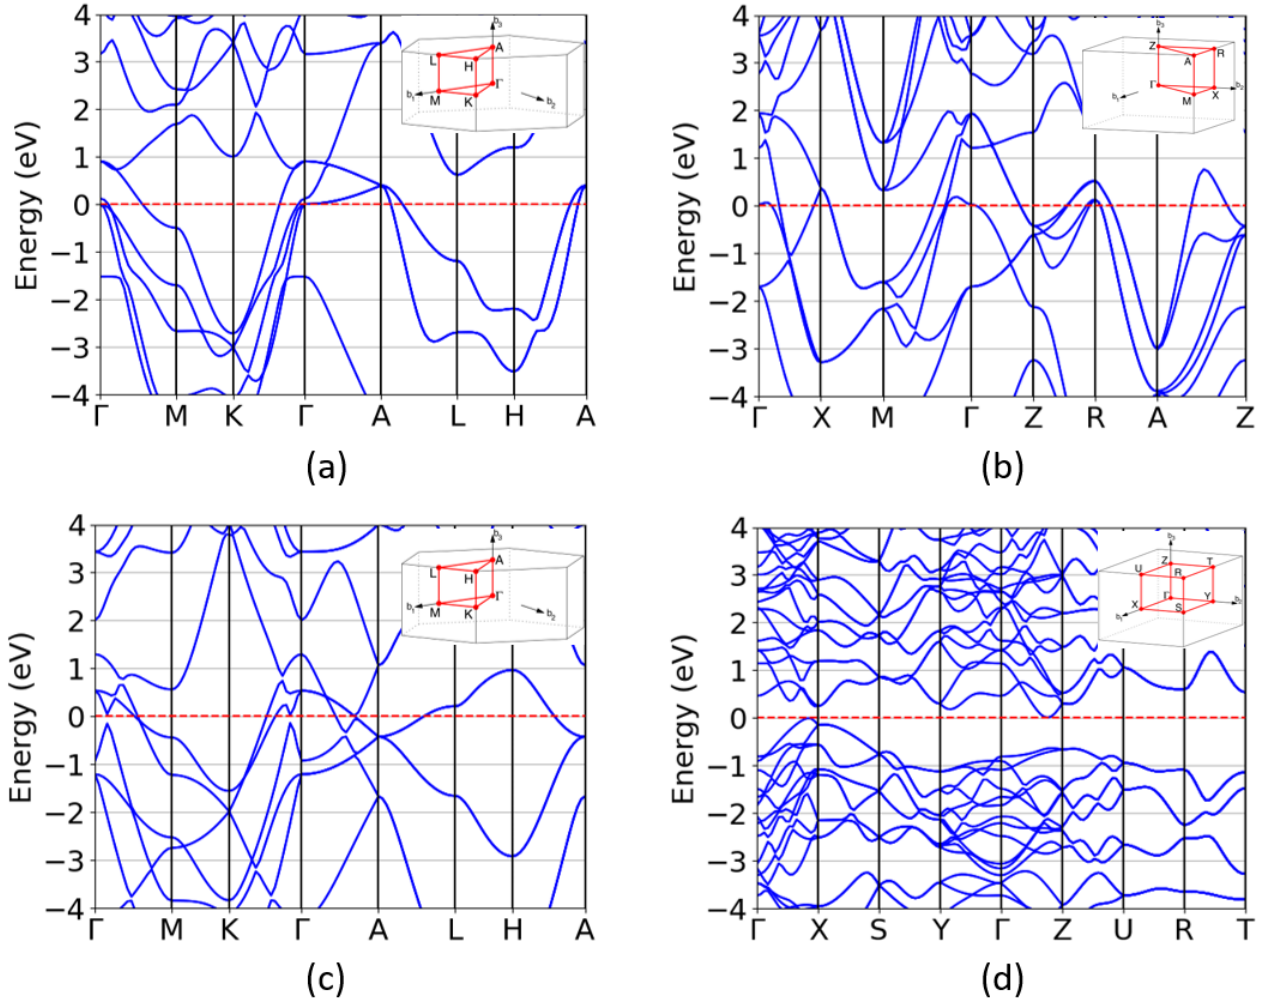 Energy (eV)
4
3
2
1
0
−1
−2
−3
−4
Γ M K Γ A L H A
b₃
A
L
H
Γ
b₁
M
K
b₂
(a)
Energy (eV)
4
3
2
1
0
−1
−2
−3
−4
Γ X M Γ Z R A Z
b₃
Z
R
A
Γ
b₂
b₁
M
X
(b)
Energy (eV)
4
3
2
1
0
−1
−2
−3
−4
Γ M K Γ A L H A
b₃
A
L
H
Γ
b₁
M
K
b₂
(c)
Energy (eV)
4
3
2
1
0
−1
−2
−3
−4
Γ X S Y Γ Z U R T
b₃
Z
T
U
R
Γ
Y
b₂
X
S
b₁
(d)